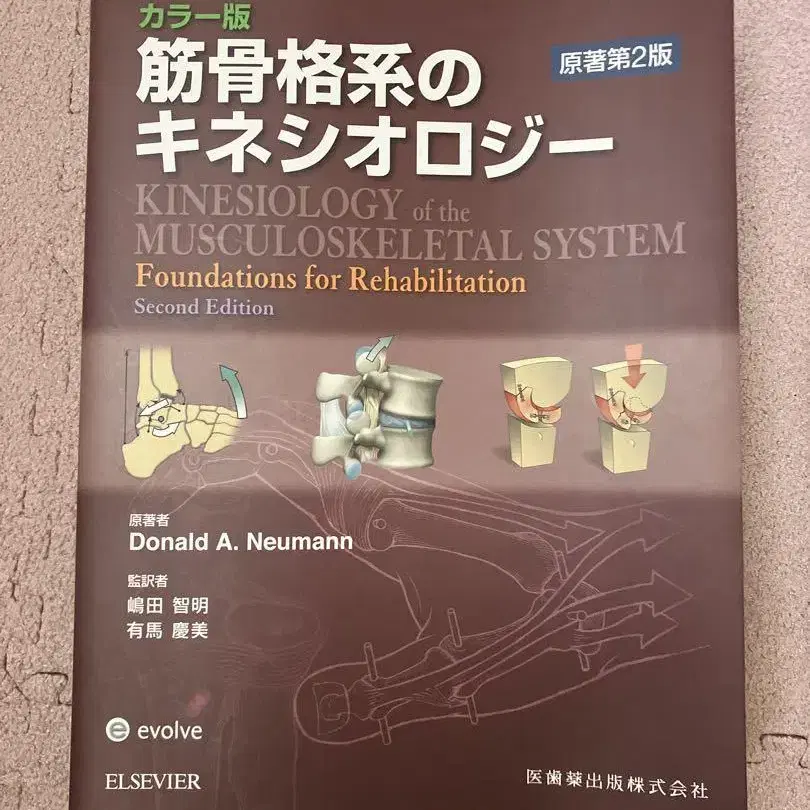 カラー版
筋骨格系の
キネシオロジー
原著第2版
KINESIOLOGY of the
MUSCULOSKELETAL SYSTEM
Foundations for Rehabilitation
Second Edition
原著者
Donald A. Neumann
監訳者
嶋田 智明
有馬 慶美
e evolve
ELSEVIER
医歯薬出版株式会社